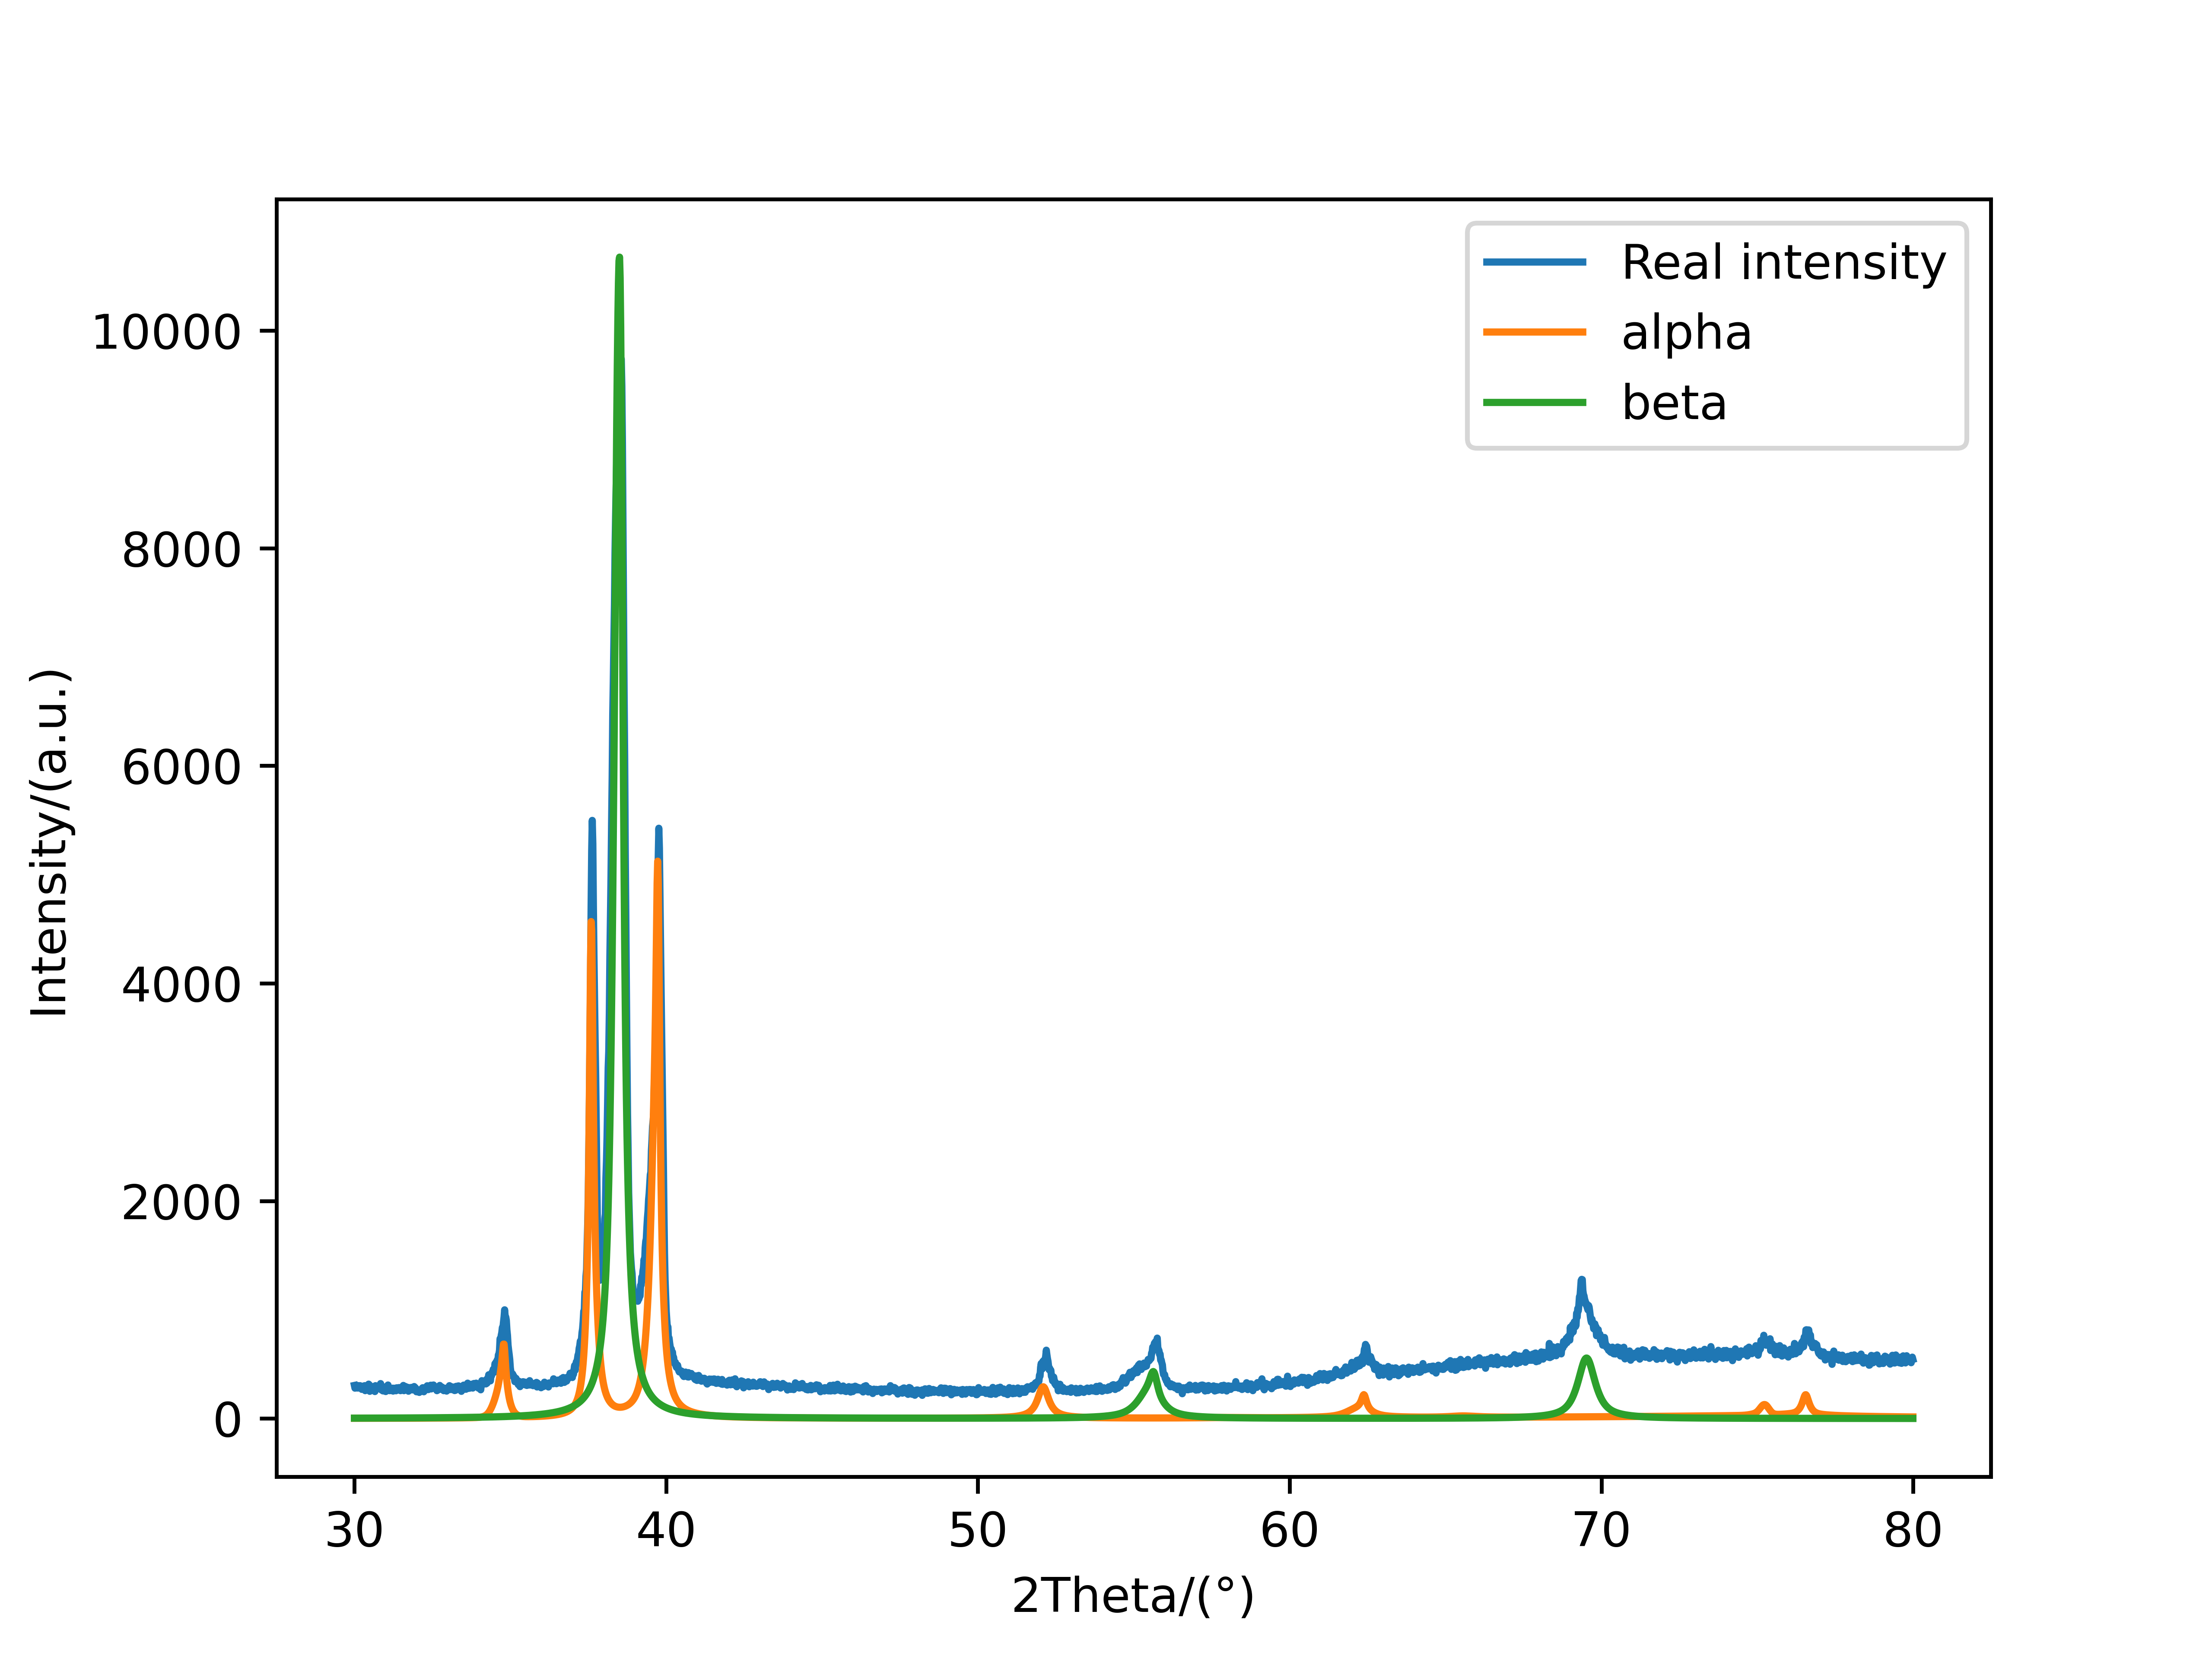 Real intensity
alpha
beta
10000
8000
6000
4000
2000
0
Intensity/(a.u.)
30 40 50 60 70 80
2Theta/(°)